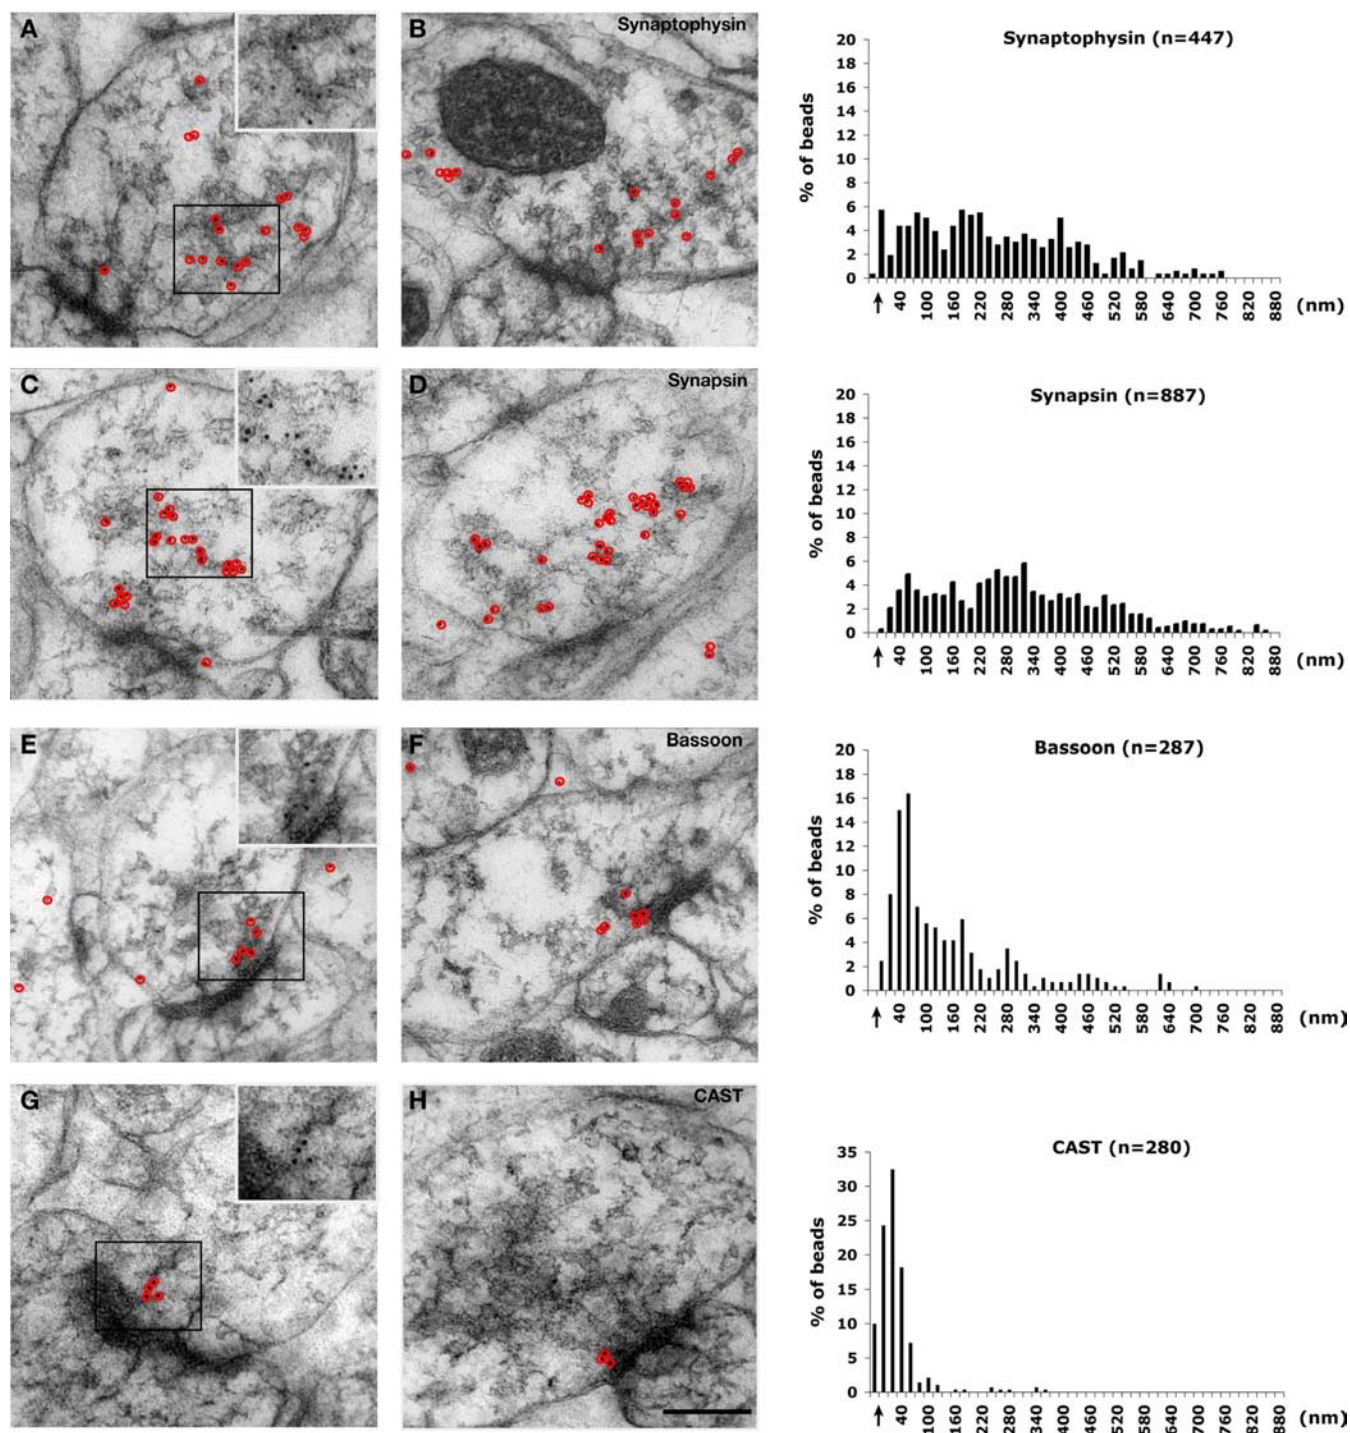 A
B
Synaptophysin
Synaptophysin (n=447)
% of beads
20
18
16
14
12
10
8
6
4
2
0
40 100 160 220 280 340 400 460 520 580 640 700 760 820 880 (nm)
C
D
Synapsin
Synapsin (n=887)
% of beads
20
18
16
14
12
10
8
6
4
2
0
40 100 160 220 280 340 400 460 520 580 640 700 760 820 880 (nm)
E
F
Bassoon
Bassoon (n=287)
% of beads
20
18
16
14
12
10
8
6
4
2
0
40 100 160 220 280 340 400 460 520 580 640 700 760 820 880 (nm)
G
H
CAST
CAST (n=280)
% of beads
35
30
25
20
15
10
5
0
40 100 160 220 280 340 400 460 520 580 640 700 760 820 880 (nm)